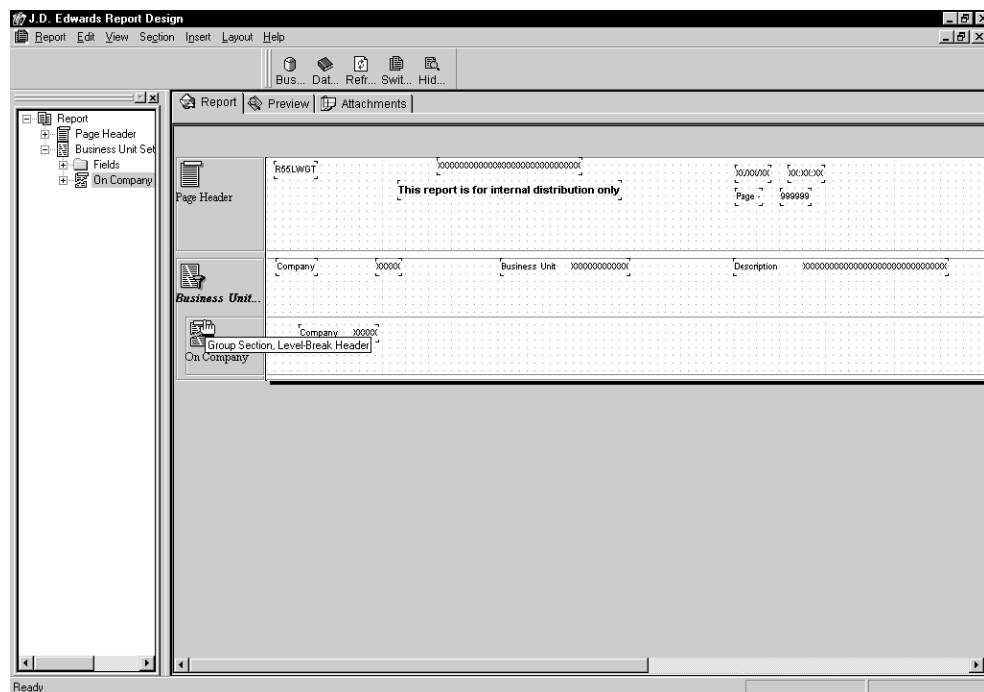 J.D. Edwards Report Design
Report Edit View Section Insert Layout Help
Bus... Dat... Refr... Swit... Hid...
Report Preview Attachments
Report
Page Header
Business Unit Set
Fields
On Company
Page Header
R55LWGT XXXXXXXXXXXXXXXXXXXXXXXXXXXXXX XX/XX/XX XX:XX:XX
This report is for internal distribution only Page - 999999
Business Unit...
Company XXXXX Business Unit XXXXXXXXXXXX Description XXXXXXXXXXXXXXXXXXXXXXXXXXXXXX
Company XXXXX
Group Section, Level-Break Header
On Company
Ready